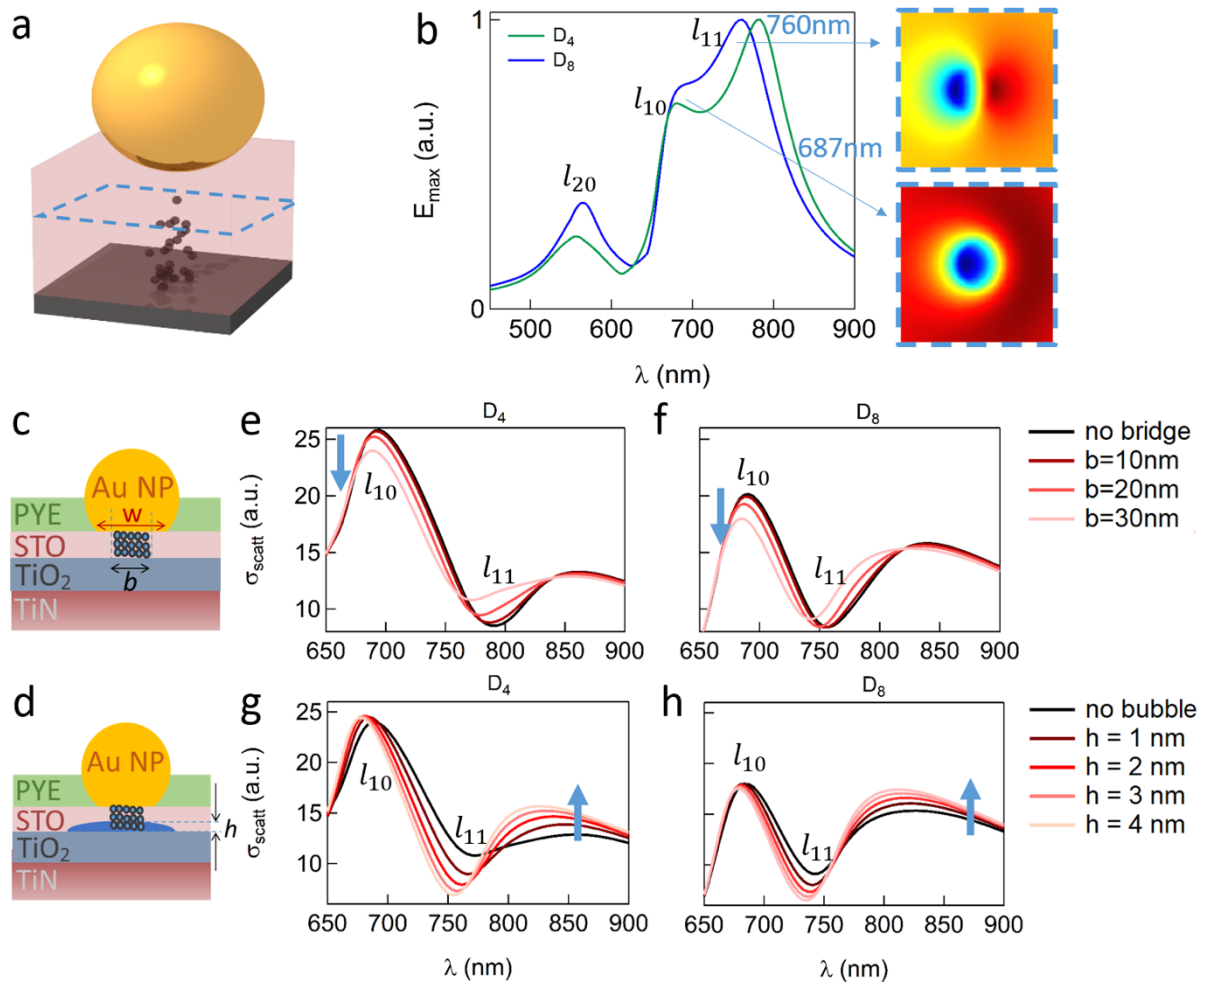 a
b
1
D4
D8
l11
760nm
l10
687nm
l20
Emax (a.u.)
0
500
600
700
800
900
λ (nm)
c
Au NP
PYE
w
STO
TiO2
b
TiN
e
D4
25
20
15
10
σscatt (a.u.)
l10
l11
650
700
750
800
850
900
f
D8
l10
l11
650
700
750
800
850
900
no bridge
b=10nm
b=20nm
b=30nm
d
Au NP
PYE
STO
h
TiO2
TiN
g
D4
25
20
15
10
σscatt (a.u.)
l10
l11
650
700
750
800
850
900
λ (nm)
h
D8
l10
l11
650
700
750
800
850
900
λ (nm)
no bubble
h = 1 nm
h = 2 nm
h = 3 nm
h = 4 nm